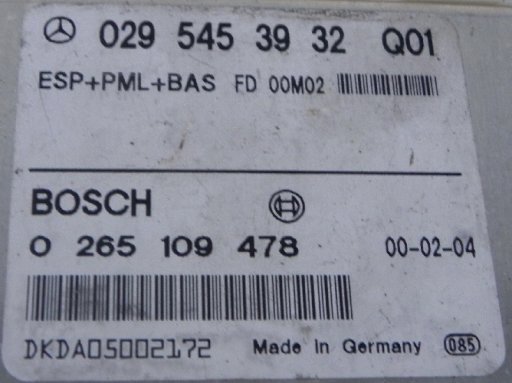 029 545 39 32 Q01
ESP+PML+BAS FD 00M02
BOSCH
0 265 109 478 00-02-04
DKDA05002172 Made in Germany 085